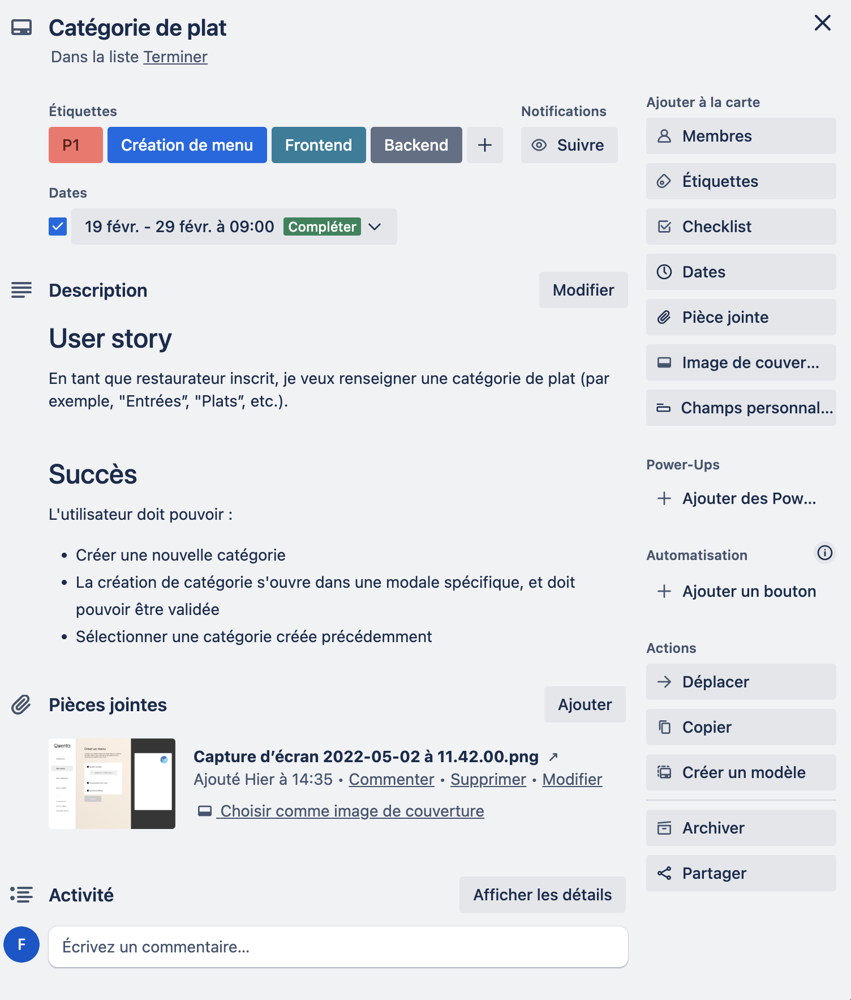 Catégorie de plat
Dans la liste Terminer
Étiquettes
P1
Création de menu
Frontend
Backend
Notifications
Suivre
Dates
19 févr. - 29 févr. à 09:00
Compléter
Description
Modifier
User story
En tant que restaurateur inscrit, je veux renseigner une catégorie de plat (par
exemple, "Entrées”, "Plats”, etc.).
Succès
L'utilisateur doit pouvoir :
• Créer une nouvelle catégorie
• La création de catégorie s'ouvre dans une modale spécifique, et doit
pouvoir être validée
• Sélectionner une catégorie créée précédemment
Pièces jointes
Ajouter
Qwenta
Créer un menu
Capture d’écran 2022-05-02 à 11.42.00.png ↗
Ajouté Hier à 14:35 • Commenter • Supprimer • Modifier
Choisir comme image de couverture
Activité
Afficher les détails
F
Écrivez un commentaire…
Ajouter à la carte
Membres
Étiquettes
Checklist
Dates
Pièce jointe
Image de couver...
Champs personnal...
Power-Ups
Ajouter des Pow...
Automatisation
Ajouter un bouton
Actions
Déplacer
Copier
Créer un modèle
Archiver
Partager